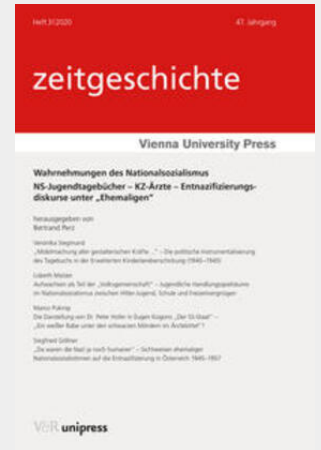 Heft 3/2020
47. Jahrgang
zeitgeschichte
Vienna University Press
Wahrnehmungen des Nationalsozialismus
NS-Jugendtagebücher – KZ-Ärzte – Entnazifizierungs-
diskurse unter „Ehemaligen“
herausgegeben von
Bertrand Perz
Veronika Siegmund
„Mobilmachung aller gestalterischen Kräfte ...“ – Die politische Instrumentalisierung
des Tagebuchs in der Erweiterten Kinderlandverschickung (1940–1945)
Lisbeth Matzer
Aufwachsen als Teil der „Volksgemeinschaft“ – Jugendliche Handlungsspielräume
im Nationalsozialismus zwischen Hitler-Jugend, Schule und Freizeitvergnügen
Marco Pukrop
Die Darstellung von Dr. Peter Hofer in Eugen Kogons „Der SS-Staat“ –
„Ein weißer Rabe unter den schwarzen Mördern im Ärztekittel“?
Siegfried Göllner
„Da waren die Nazi ja noch humaner“ – Sichtweisen ehemaliger
NationalsozialistInnen auf die Entnazifizierung in Österreich 1945–1957
V&R unipress